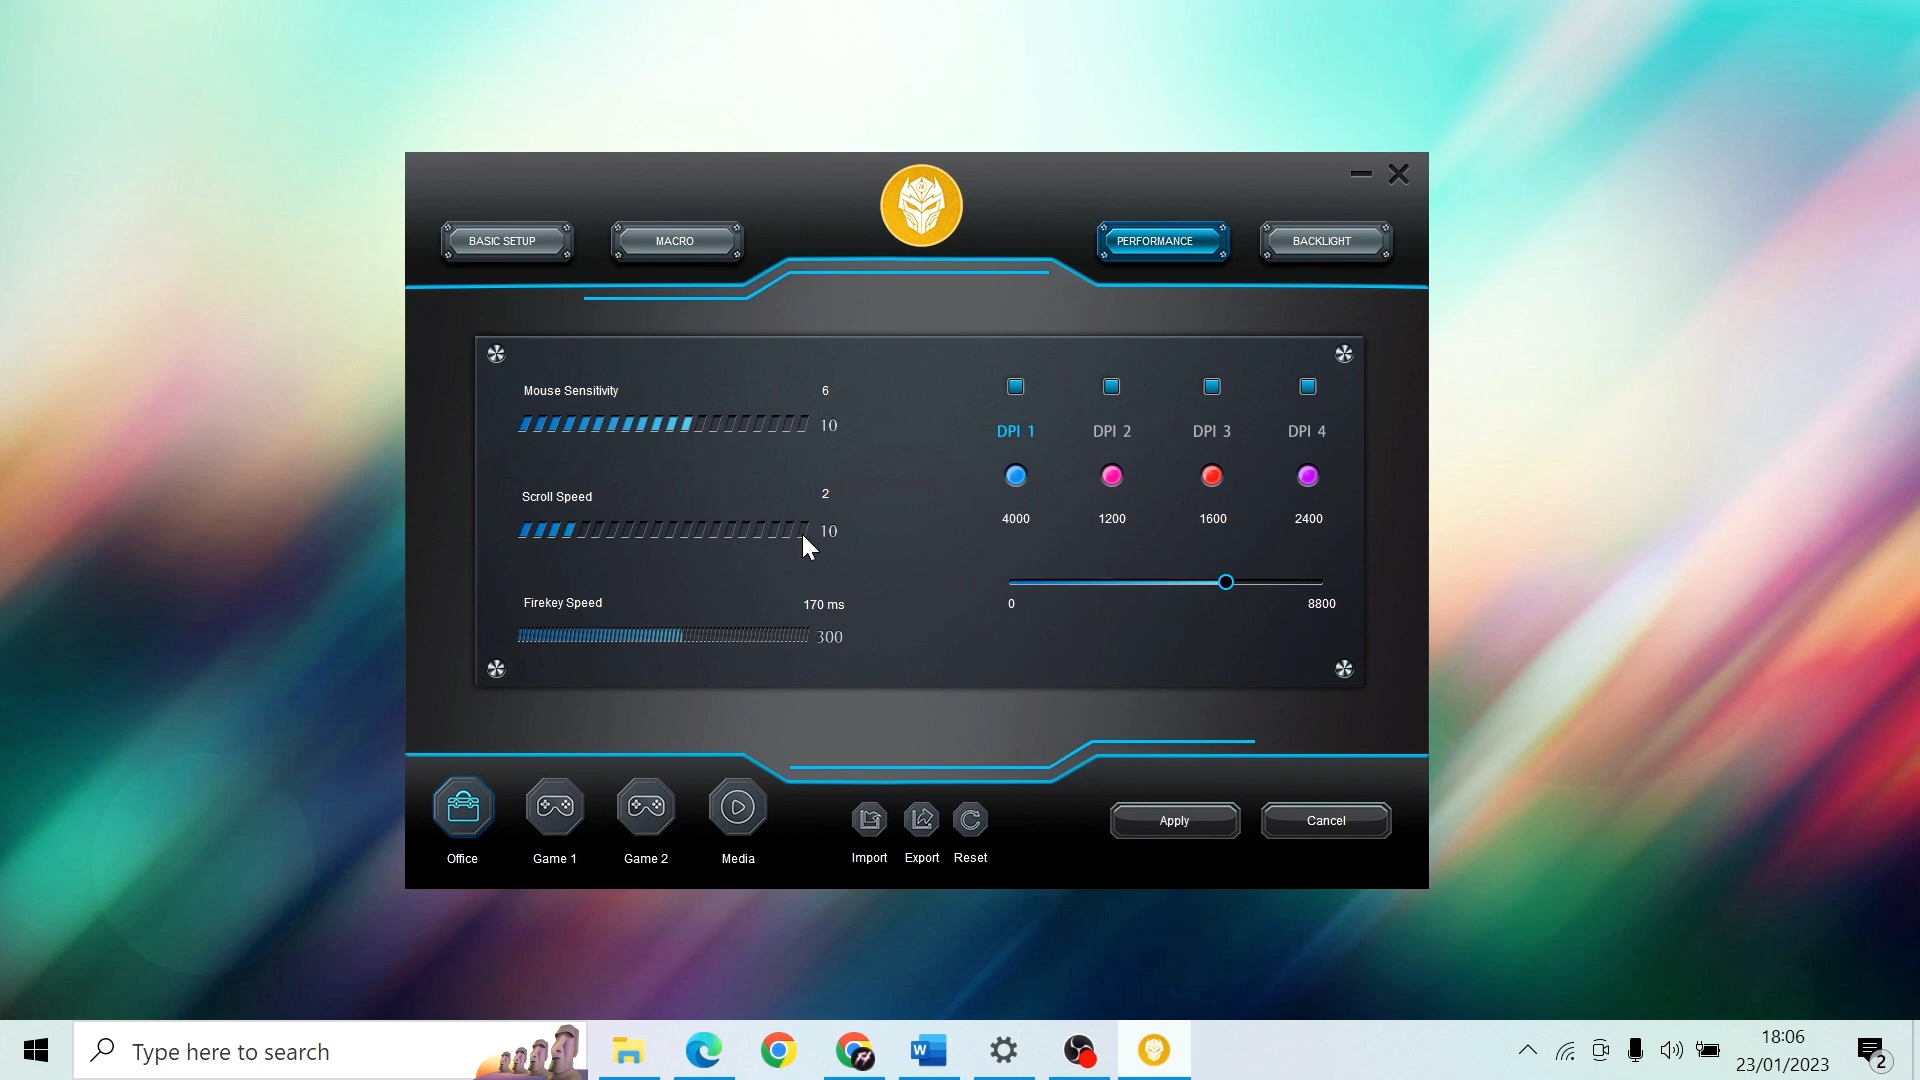 BASIC SETUP
MACRO
PERFORMANCE
BACKLIGHT
Mouse Sensitivity 6
10
Scroll Speed 2
10
Firekey Speed 170 ms
300
DPI 1 DPI 2 DPI 3 DPI 4
4000 1200 1600 2400
0 8800
Office Game 1 Game 2 Media
Import Export Reset
Apply
Cancel
Type here to search
W
18:06
23/01/2023
2